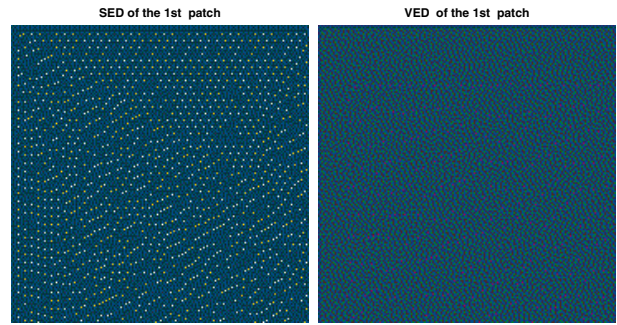 SED of the 1st patch
VED of the 1st patch